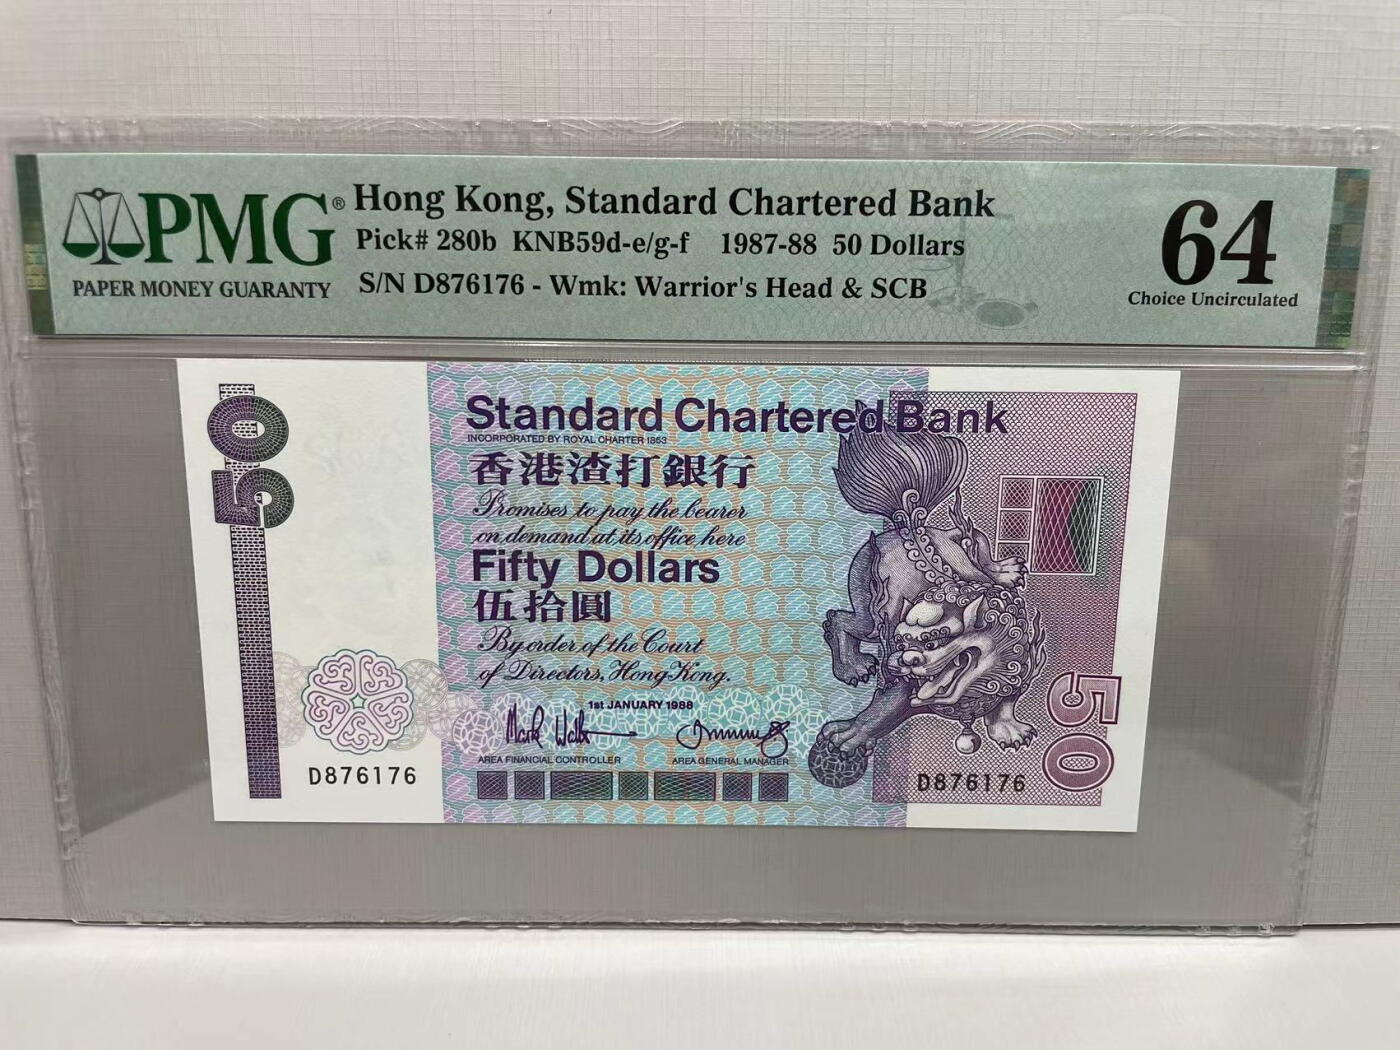 PMG®
PAPER MONEY GUARANTY
Hong Kong, Standard Chartered Bank
Pick# 280b KNB59d-e/g-f 1987-88 50 Dollars
S/N D876176 - Wmk: Warrior's Head & SCB
64
Choice Uncirculated
50
Standard Chartered Bank
INCORPORATED BY ROYAL CHARTER 1853
香港渣打銀行
Promises to pay the bearer
on demand at its office here
Fifty Dollars
伍拾圓
By order of the Court
of Directors, Hong Kong.
1st JANUARY 1988
AREA FINANCIAL CONTROLLER
AREA GENERAL MANAGER
D876176
D876176
50